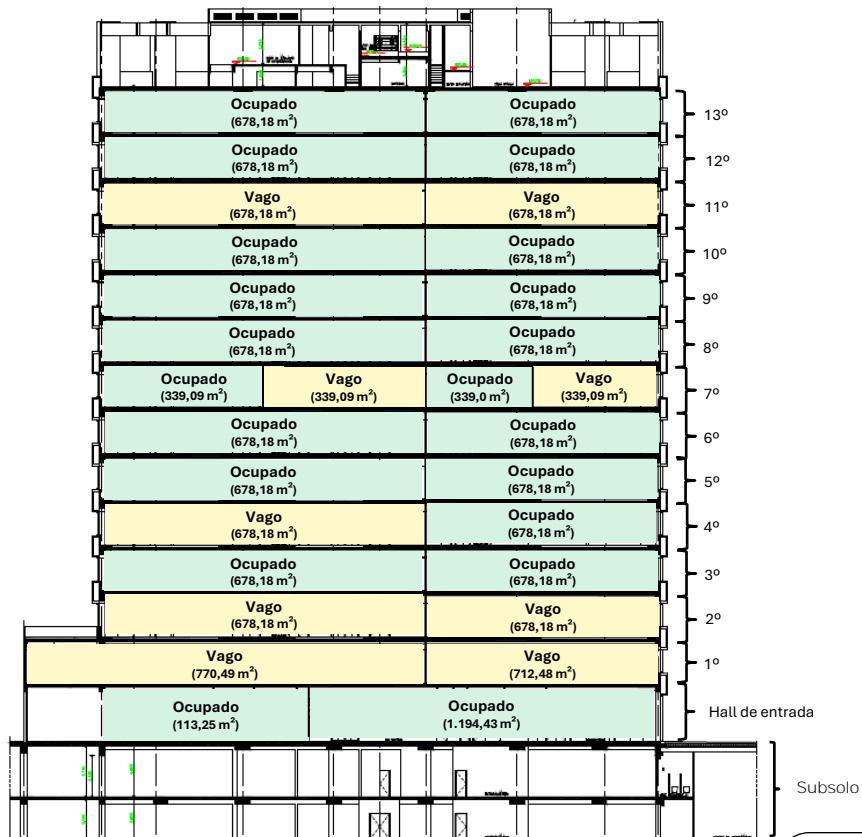 Ocupado
(678,18 m²)
Ocupado
(678,18 m²)
13º
Ocupado
(678,18 m²)
Ocupado
(678,18 m²)
12º
Vago
(678,18 m²)
Vago
(678,18 m²)
11º
Ocupado
(678,18 m²)
Ocupado
(678,18 m²)
10º
Ocupado
(678,18 m²)
Ocupado
(678,18 m²)
9º
Ocupado
(678,18 m²)
Ocupado
(678,18 m²)
8º
Ocupado
(339,09 m²)
Vago
(339,09 m²)
Ocupado
(339,0 m²)
Vago
(339,09 m²)
7º
Ocupado
(678,18 m²)
Ocupado
(678,18 m²)
6º
Ocupado
(678,18 m²)
Ocupado
(678,18 m²)
5º
Vago
(678,18 m²)
Ocupado
(678,18 m²)
4º
Ocupado
(678,18 m²)
Ocupado
(678,18 m²)
3º
Vago
(678,18 m²)
Vago
(678,18 m²)
2º
Vago
(770,49 m²)
Vago
(712,48 m²)
1º
Ocupado
(113,25 m²)
Ocupado
(1.194,43 m²)
Hall de entrada
Subsolo